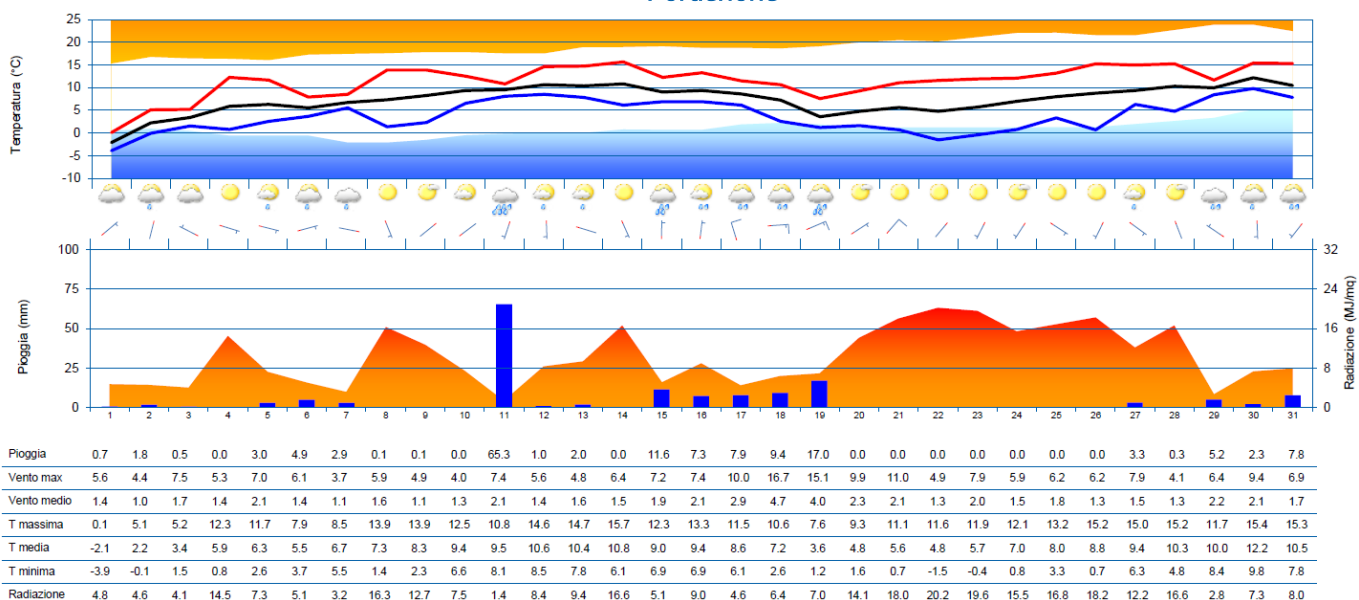 25
20
15
10
5
0
-5
-10
Temperatura (°C)
100
75
50
25
0
Pioggia (mm)
32
24
16
8
0
Radiazione (MJ/mq)
1 2 3 4 5 6 7 8 9 10 11 12 13 14 15 16 17 18 19 20 21 22 23 24 25 26 27 28 29 30 31
Pioggia 0.7 1.8 0.5 0.0 3.0 4.9 2.9 0.1 0.1 0.0 65.3 1.0 2.0 0.0 11.6 7.3 7.9 9.4 17.0 0.0 0.0 0.0 0.0 0.0 0.0 0.0 3.3 0.3 5.2 2.3 7.8
Vento max 5.6 4.4 7.5 5.3 7.0 6.1 3.7 5.9 4.9 4.0 7.4 5.6 4.8 6.4 7.2 7.4 10.0 16.7 15.1 9.9 11.0 4.9 7.9 5.9 6.2 6.2 7.9 4.1 6.4 9.4 6.9
Vento medio 1.4 1.0 1.7 1.4 2.1 1.4 1.1 1.6 1.1 1.3 2.1 1.4 1.6 1.5 1.9 2.1 2.9 4.7 4.0 2.3 2.1 1.3 2.0 1.5 1.8 1.3 1.5 1.3 2.2 2.1 1.7
T massima 0.1 5.1 5.2 12.3 11.7 7.9 8.5 13.9 13.9 12.5 10.8 14.6 14.7 15.7 12.3 13.3 11.5 10.6 7.6 9.3 11.1 11.6 11.9 12.1 13.2 15.2 15.0 15.2 11.7 15.4 15.3
T media -2.1 2.2 3.4 5.9 6.3 5.5 6.7 7.3 8.3 9.4 9.5 10.6 10.4 10.8 9.0 9.4 8.6 7.2 3.6 4.8 5.6 4.8 5.7 7.0 8.0 8.8 9.4 10.3 10.0 12.2 10.5
T minima -3.9 -0.1 1.5 0.8 2.6 3.7 5.5 1.4 2.3 6.6 8.1 8.5 7.8 6.1 6.9 6.9 6.1 2.6 1.2 1.6 0.7 -1.5 -0.4 0.8 3.3 0.7 6.3 4.8 8.4 9.8 7.8
Radiazione 4.8 4.6 4.1 14.5 7.3 5.1 3.2 16.3 12.7 7.5 1.4 8.4 9.4 16.6 5.1 9.0 4.6 6.4 7.0 14.1 18.0 20.2 19.6 15.5 16.8 18.2 12.2 16.6 2.8 7.3 8.0